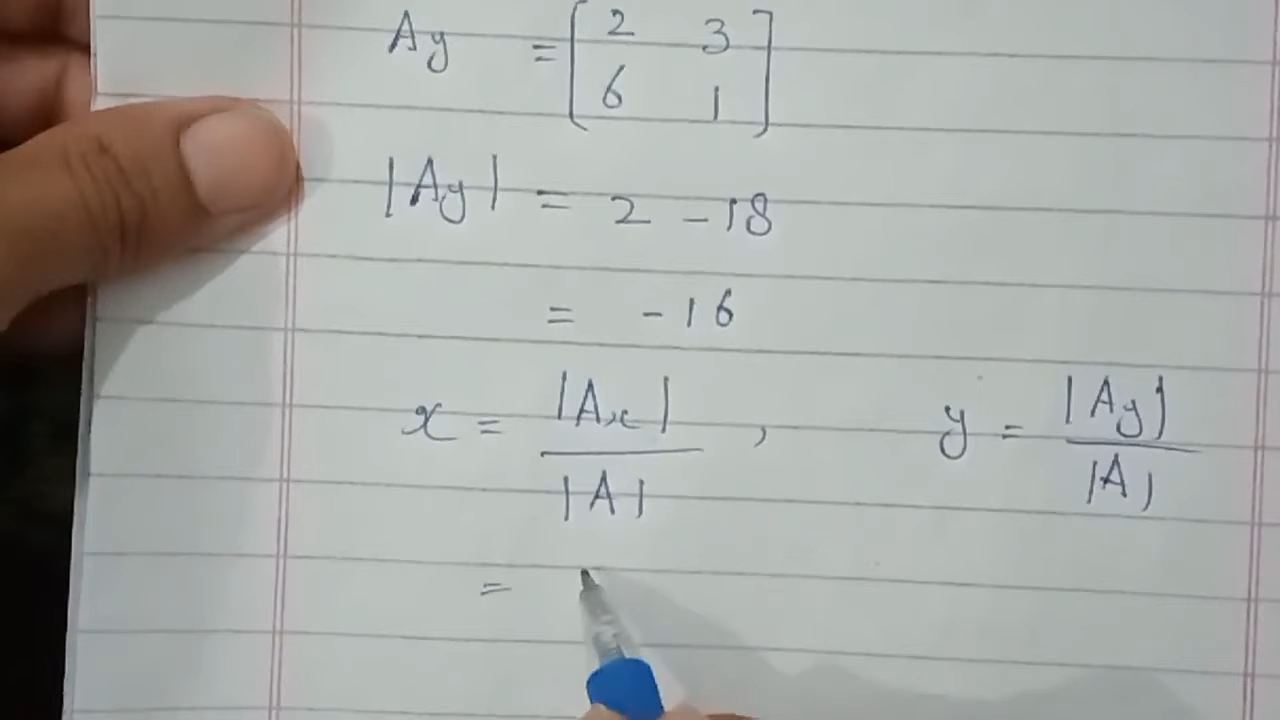 Ay = [ 2 3
6 1 ]
|Ay| = 2 - 18
= - 16
x = |Ax| / |A| , y = |Ay| / |A|
=